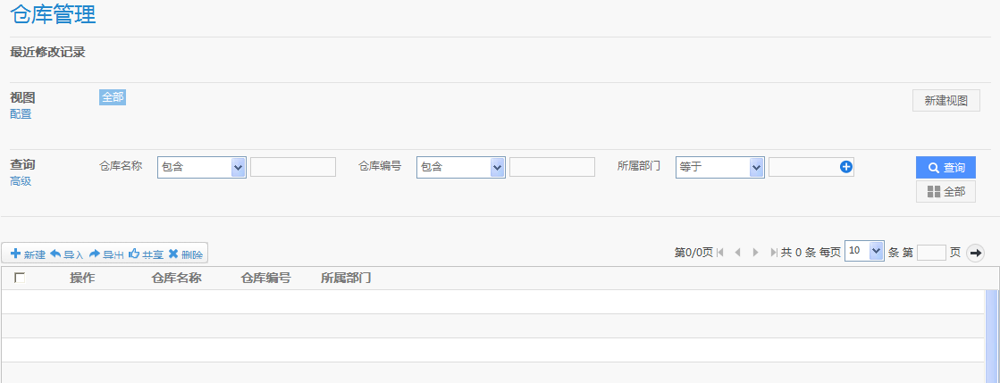 仓库管理
最近修改记录
视图 全部 新建视图
配置
查询 仓库名称 包含 仓库编号 包含 所属部门 等于 查询
高级 全部
新建 导入 导出 共享 删除 第0/0页 共 0 条 每页 10 条 第 页
操作 仓库名称 仓库编号 所属部门